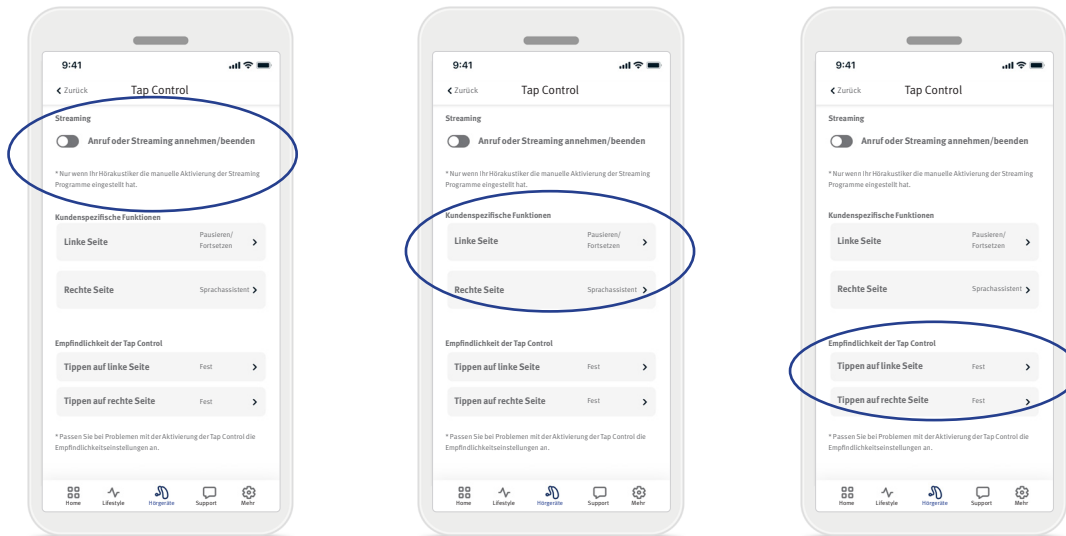 9:41
Zurück Tap Control
Streaming
Anruf oder Streaming annehmen/beenden
* Nur wenn Ihr Hörakustiker die manuelle Aktivierung der Streaming
Programme eingestellt hat.
Kundenspezifische Funktionen
Linke Seite Pausieren/
Fortsetzen
Rechte Seite Sprachassistent
Empfindlichkeit der Tap Control
Tippen auf linke Seite Fest
Tippen auf rechte Seite Fest
* Passen Sie bei Problemen mit der Aktivierung der Tap Control die
Empfindlichkeitseinstellungen an.
Home Lifestyle Hörgeräte Support Mehr
9:41
Zurück Tap Control
Streaming
Anruf oder Streaming annehmen/beenden
* Nur wenn Ihr Hörakustiker die manuelle Aktivierung der Streaming
Programme eingestellt hat.
Kundenspezifische Funktionen
Linke Seite Pausieren/
Fortsetzen
Rechte Seite Sprachassistent
Empfindlichkeit der Tap Control
Tippen auf linke Seite Fest
Tippen auf rechte Seite Fest
* Passen Sie bei Problemen mit der Aktivierung der Tap Control die
Empfindlichkeitseinstellungen an.
Home Lifestyle Hörgeräte Support Mehr
9:41
Zurück Tap Control
Streaming
Anruf oder Streaming annehmen/beenden
* Nur wenn Ihr Hörakustiker die manuelle Aktivierung der Streaming
Programme eingestellt hat.
Kundenspezifische Funktionen
Linke Seite Pausieren/
Fortsetzen
Rechte Seite Sprachassistent
Empfindlichkeit der Tap Control
Tippen auf linke Seite Fest
Tippen auf rechte Seite Fest
* Passen Sie bei Problemen mit der Aktivierung der Tap Control die
Empfindlichkeitseinstellungen an.
Home Lifestyle Hörgeräte Support Mehr